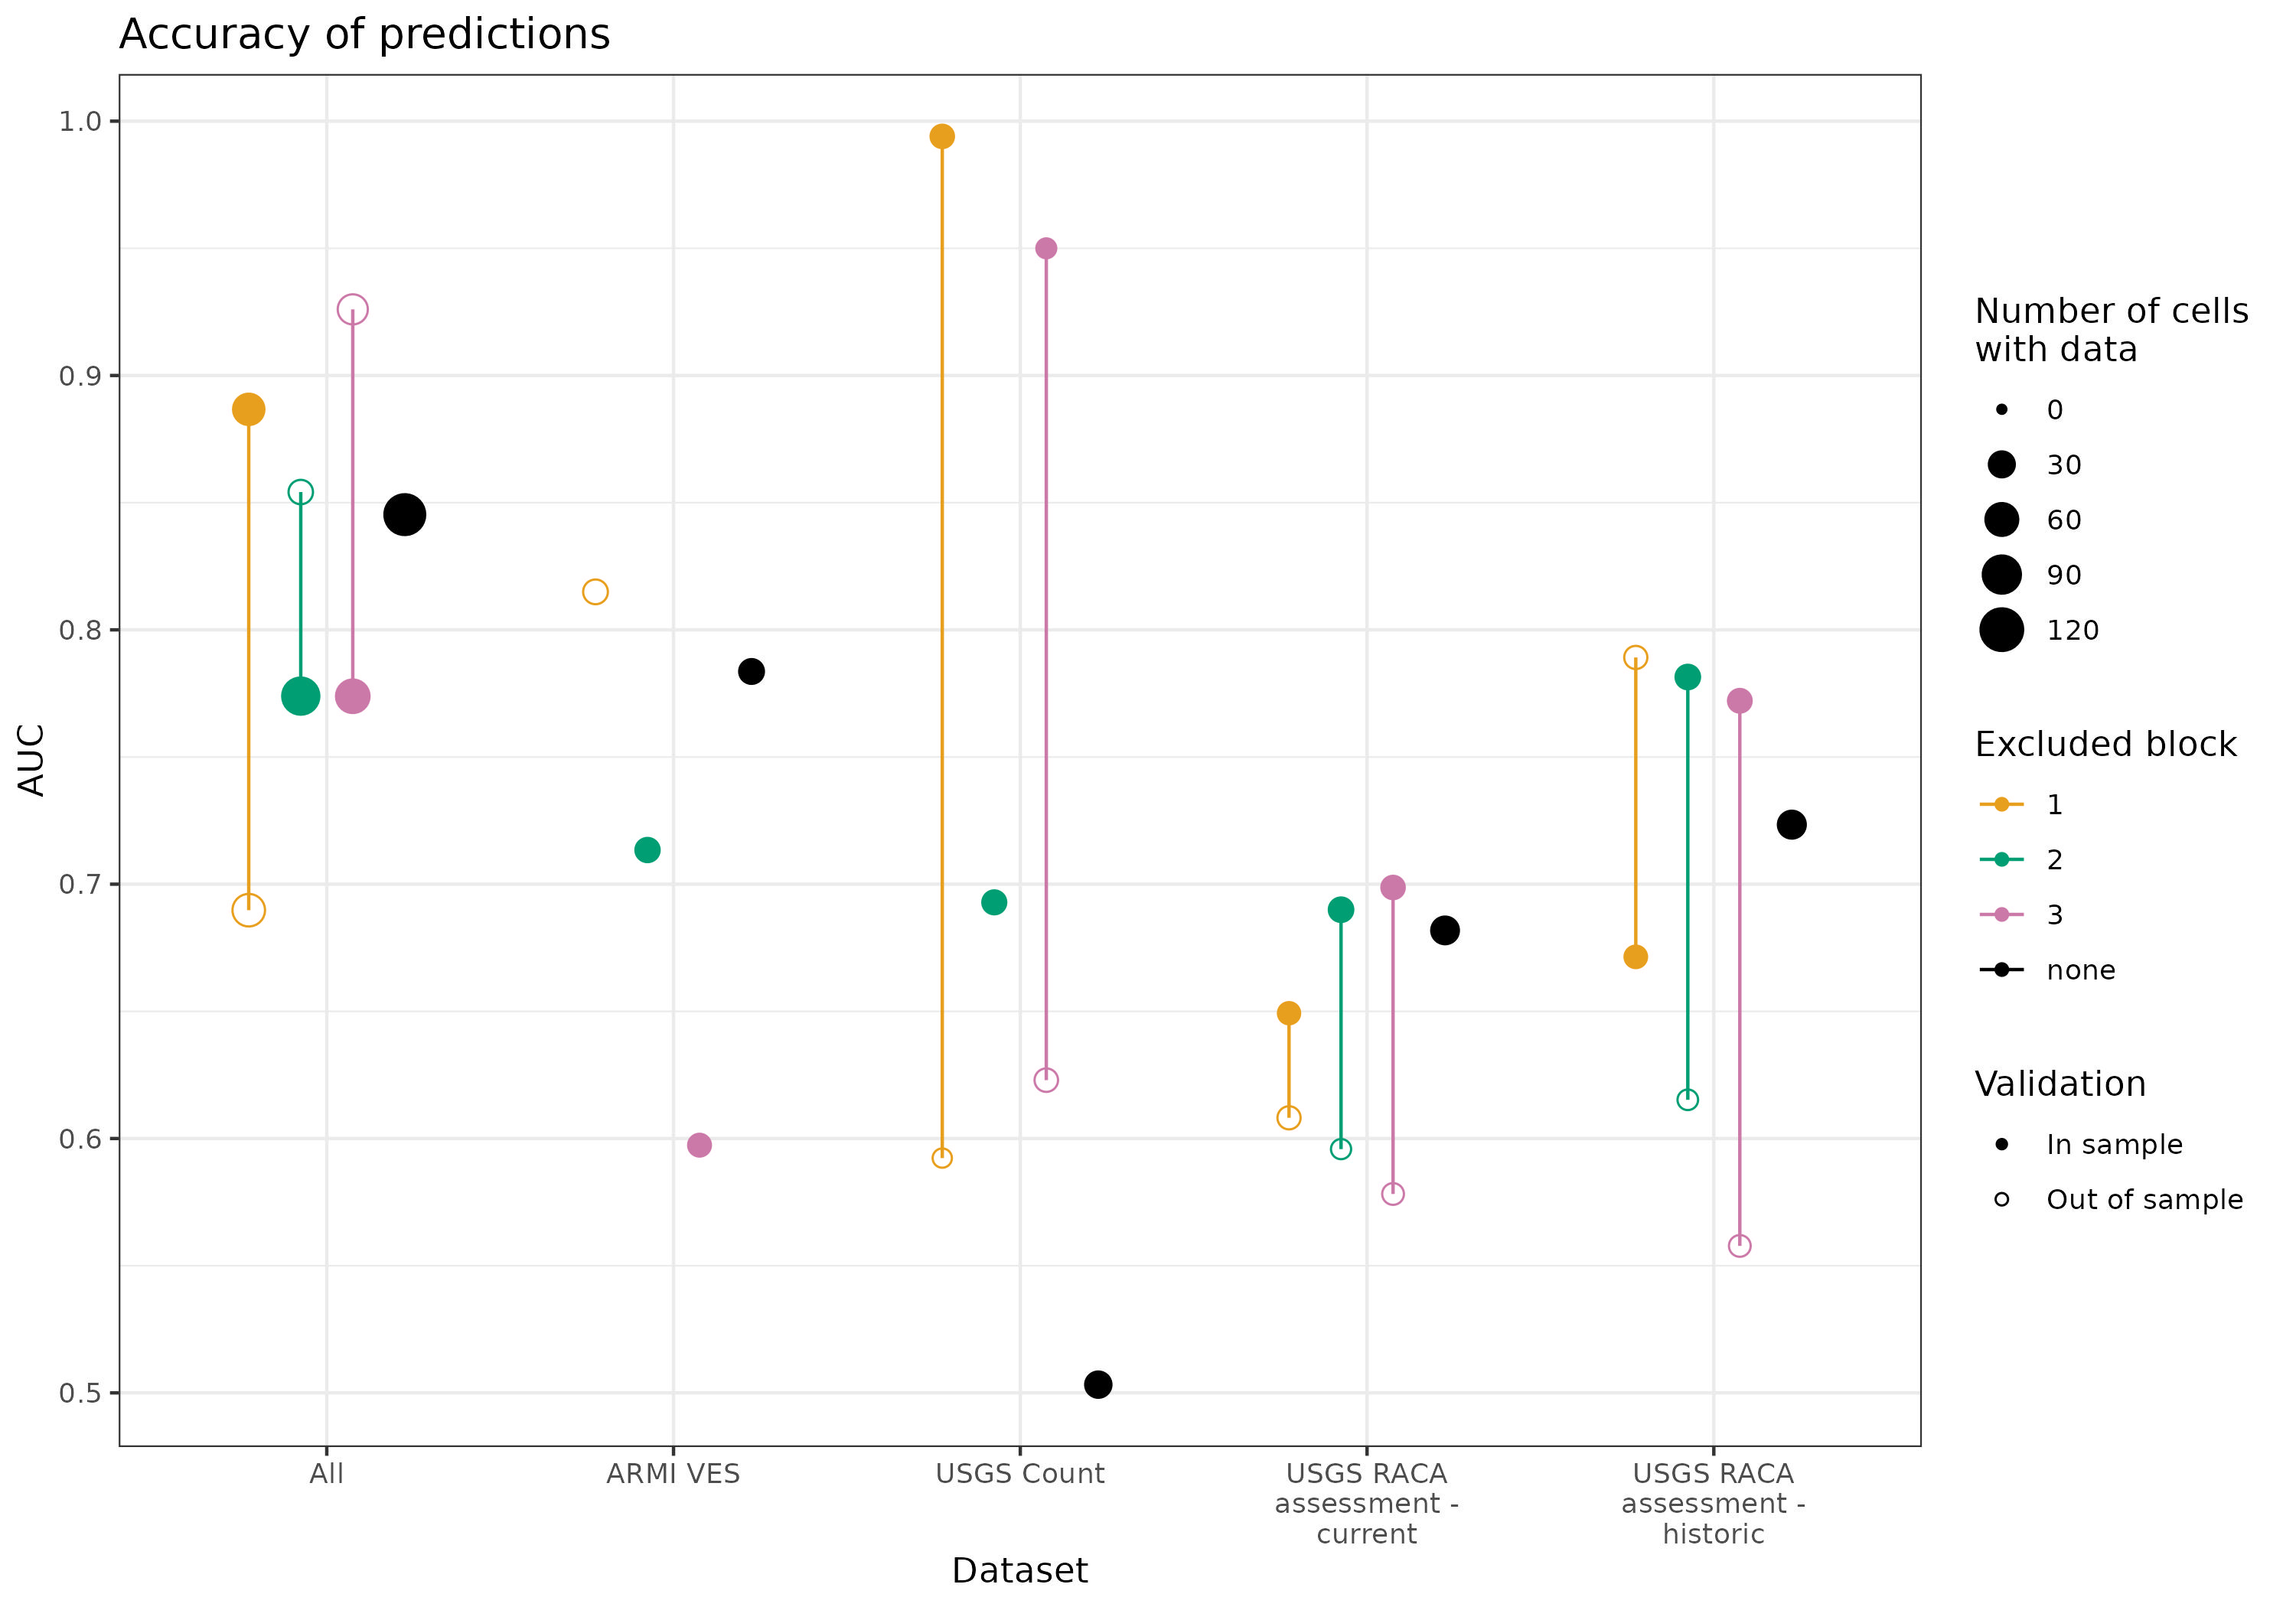 Accuracy of predictions
AUC
1.0
0.9
0.8
0.7
0.6
0.5
All
ARMI VES
USGS Count
USGS RACA
assessment -
current
USGS RACA
assessment -
historic
Dataset
Number of cells
with data
0
30
60
90
120
Excluded block
1
2
3
none
Validation
In sample
Out of sample